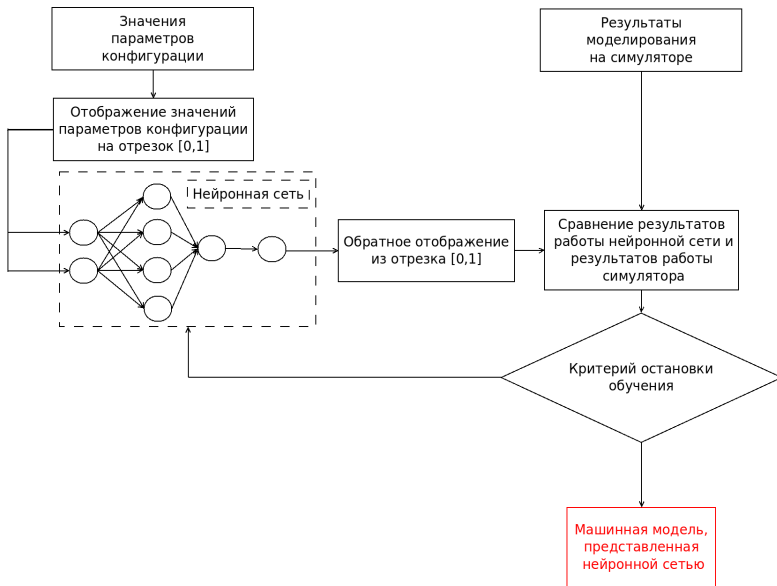 Значения
параметров
конфигурации
Результаты
моделирования
на симуляторе
Отображение значений
параметров конфигурации
на отрезок [0,1]
Нейронная сеть
Обратное отображение
из отрезка [0,1]
Сравнение результатов
работы нейронной сети и
результатов работы
симулятора
Критерий остановки
обучения
Машинная модель,
представленная
нейронной сетью